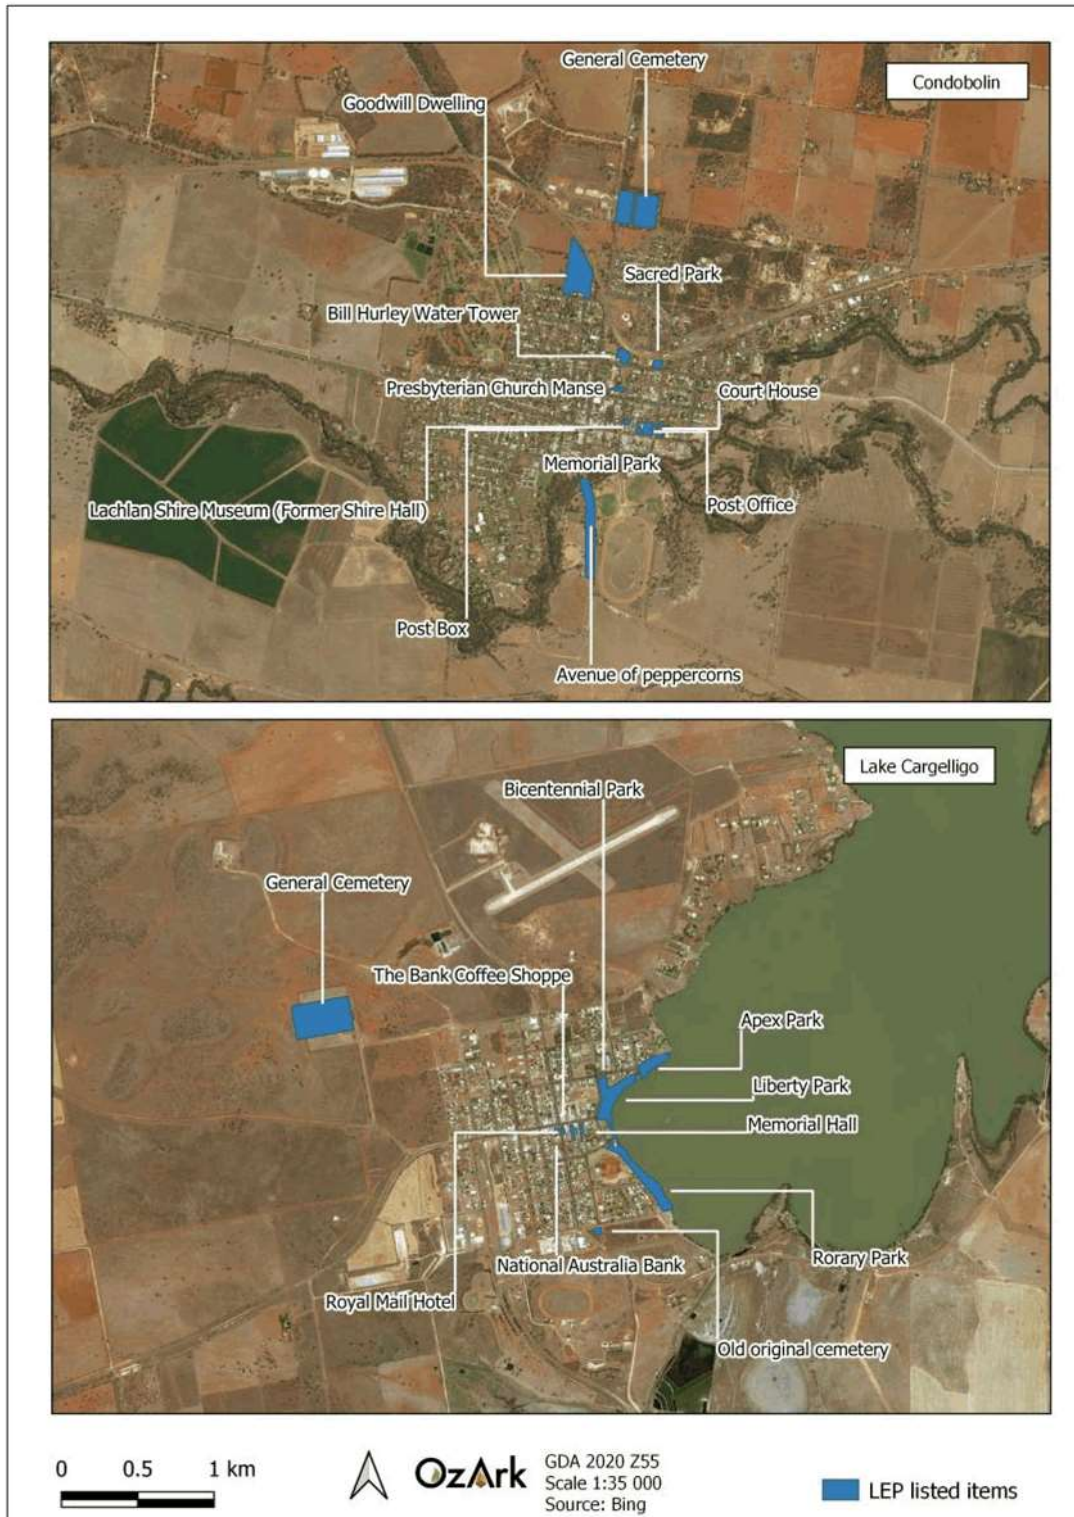 General Cemetery
Condobolin
Goodwill Dwelling
Sacred Park
Bill Hurley Water Tower
Presbyterian Church Manse
Court House
Memorial Park
Lachlan Shire Museum (Former Shire Hall)
Post Office
Post Box
Avenue of peppercorns
Lake Cargelligo
Bicentennial Park
General Cemetery
The Bank Coffee Shoppe
Apex Park
Liberty Park
Memorial Hall
Rorary Park
National Australia Bank
Royal Mail Hotel
Old original cemetery
0 0.5 1 km
OzArk
GDA 2020 Z55
Scale 1:35 000
Source: Bing
LEP listed items